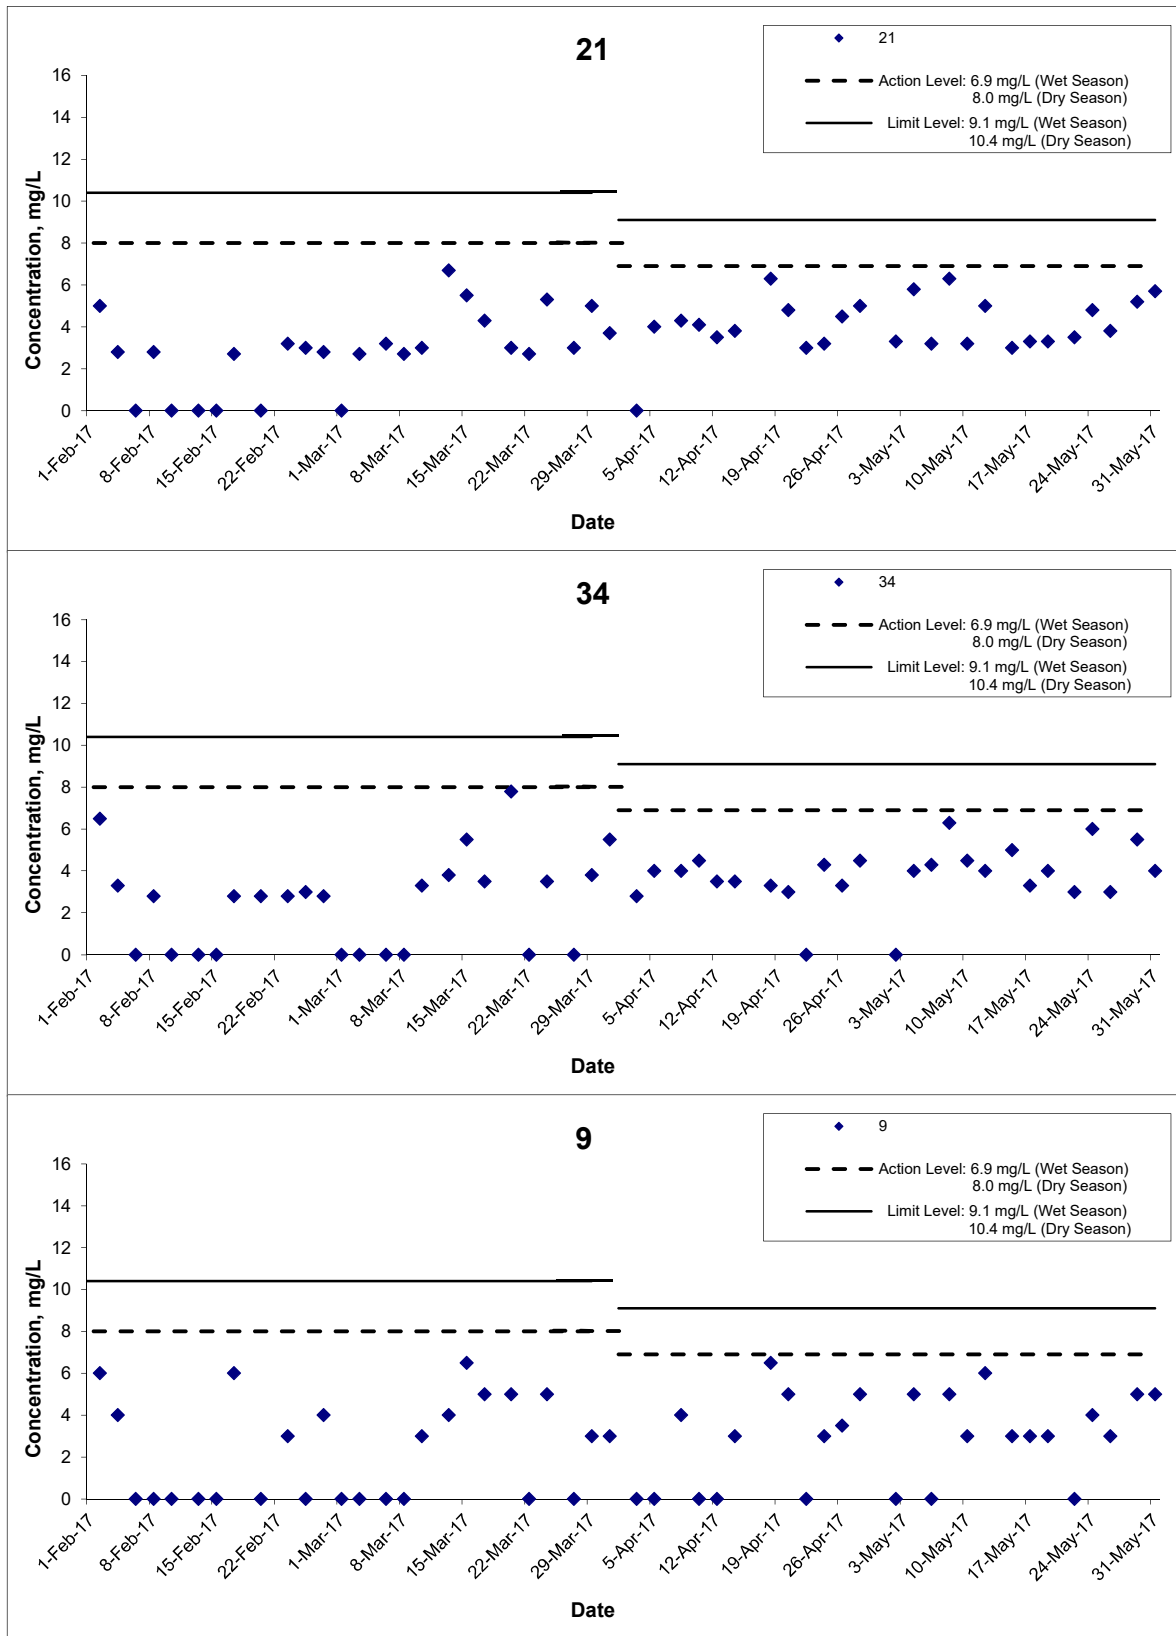 21
21
Action Level: 6.9 mg/L (Wet Season)
8.0 mg/L (Dry Season)
Limit Level: 9.1 mg/L (Wet Season)
10.4 mg/L (Dry Season)
Concentration, mg/L
16
14
12
10
8
6
4
2
0
1-Feb-17
8-Feb-17
15-Feb-17
22-Feb-17
1-Mar-17
8-Mar-17
15-Mar-17
22-Mar-17
29-Mar-17
5-Apr-17
12-Apr-17
19-Apr-17
26-Apr-17
3-May-17
10-May-17
17-May-17
24-May-17
31-May-17
Date
34
34
Action Level: 6.9 mg/L (Wet Season)
8.0 mg/L (Dry Season)
Limit Level: 9.1 mg/L (Wet Season)
10.4 mg/L (Dry Season)
Concentration, mg/L
16
14
12
10
8
6
4
2
0
1-Feb-17
8-Feb-17
15-Feb-17
22-Feb-17
1-Mar-17
8-Mar-17
15-Mar-17
22-Mar-17
29-Mar-17
5-Apr-17
12-Apr-17
19-Apr-17
26-Apr-17
3-May-17
10-May-17
17-May-17
24-May-17
31-May-17
Date
9
9
Action Level: 6.9 mg/L (Wet Season)
8.0 mg/L (Dry Season)
Limit Level: 9.1 mg/L (Wet Season)
10.4 mg/L (Dry Season)
Concentration, mg/L
16
14
12
10
8
6
4
2
0
1-Feb-17
8-Feb-17
15-Feb-17
22-Feb-17
1-Mar-17
8-Mar-17
15-Mar-17
22-Mar-17
29-Mar-17
5-Apr-17
12-Apr-17
19-Apr-17
26-Apr-17
3-May-17
10-May-17
17-May-17
24-May-17
31-May-17
Date